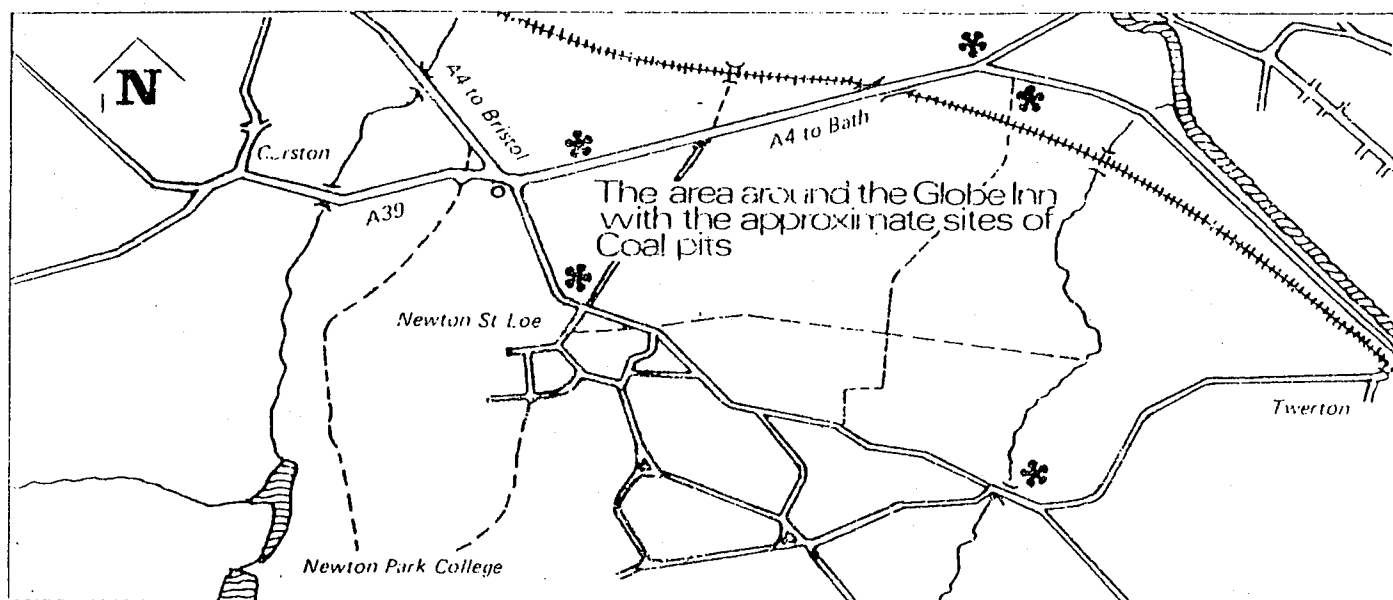 N
A4 to Bristol
A4 to Bath
A39
The area around the Globe Inn
with the approximate sites of
Coal pits
Newton St Loe
Twerton
Newton Park College